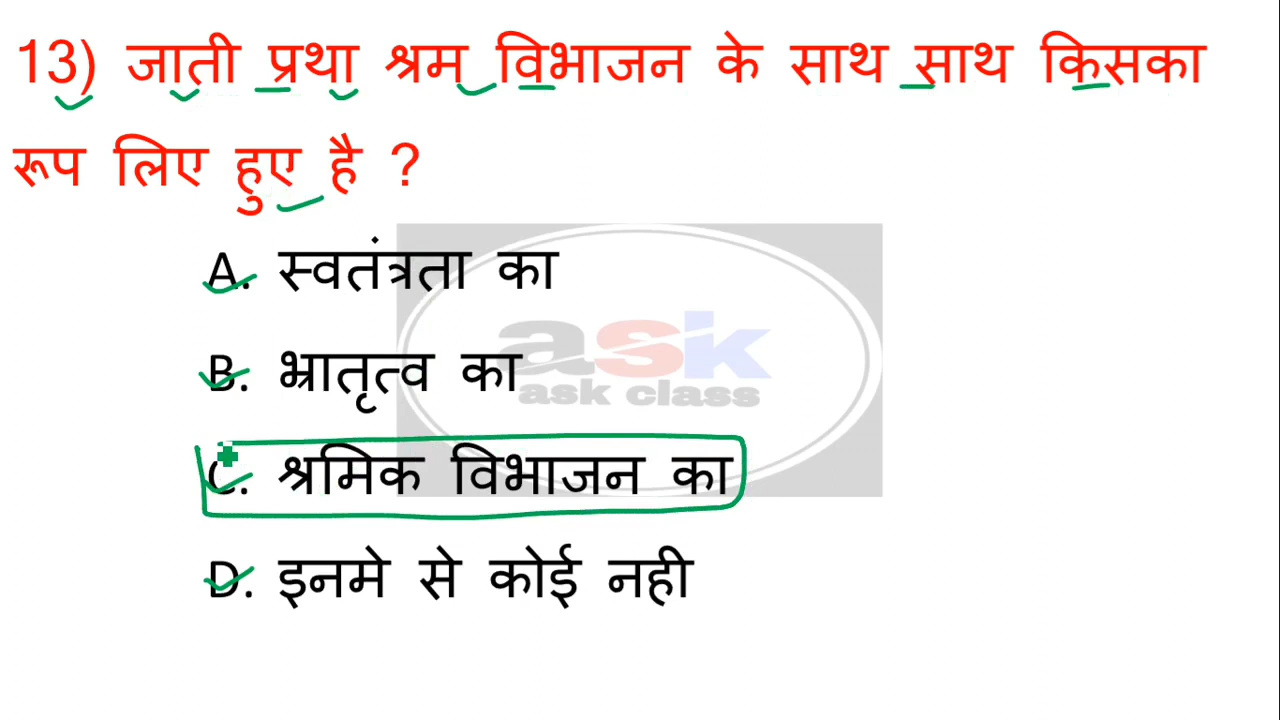 13) जाती प्रथा श्रम विभाजन के साथ साथ किसका
रूप लिए हुए है ?
A. स्वतंत्रता का
B. भ्रातृत्व का
ask
ask class
C. श्रमिक विभाजन का
D. इनमे से कोई नही